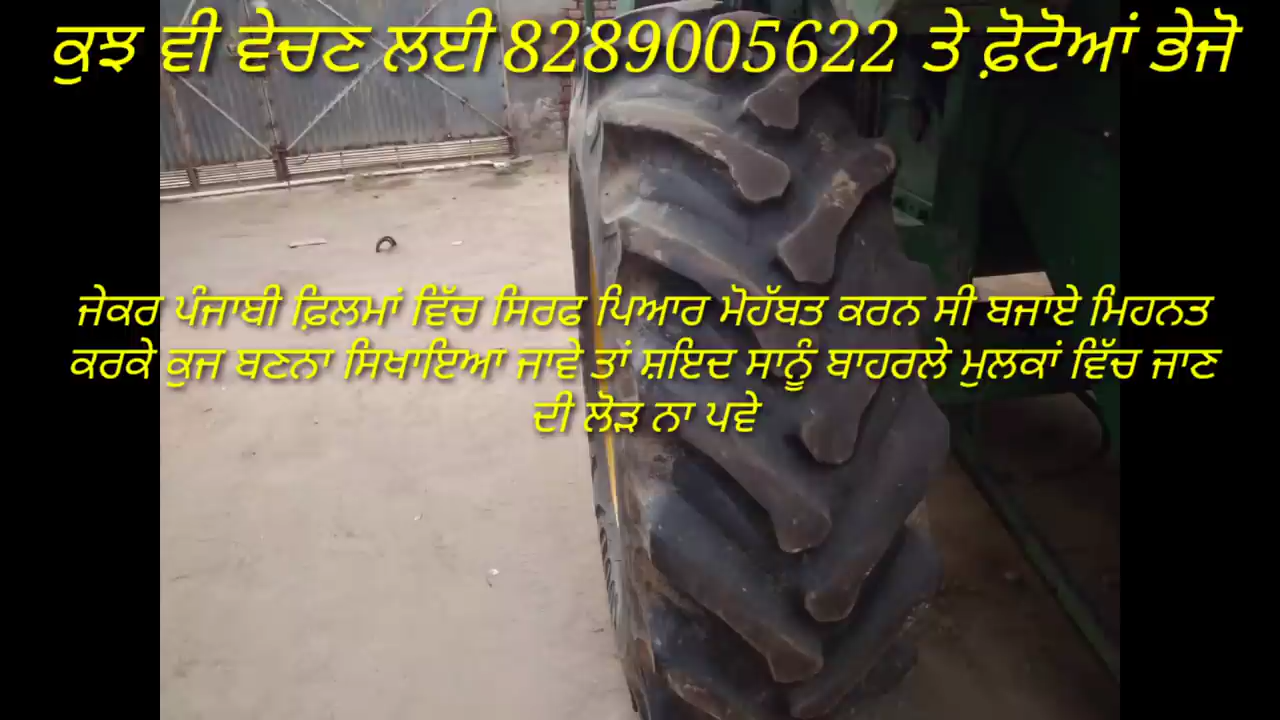 ਕੁਝ ਵੀ ਵੇਚਣ ਲਈ 8289005622 ਤੇ ਫ਼ੋਟੋਆਂ ਭੇਜੋ
ਜੇਕਰ ਪੰਜਾਬੀ ਫ਼ਿਲਮਾਂ ਵਿੱਚ ਸਿਰਫ ਪਿਆਰ ਮੋਹੱਬਤ ਕਰਨ ਸੀ ਬਜਾਏ ਮਿਹਨਤ
ਕਰਕੇ ਕੁਜ ਬਣਨਾ ਸਿਖਾਇਆ ਜਾਵੇ ਤਾਂ ਸ਼ਇਦ ਸਾਨੂੰ ਬਾਹਰਲੇ ਮੁਲਕਾਂ ਵਿੱਚ ਜਾਣ
ਦੀ ਲੋੜ ਨਾ ਪਵੇ